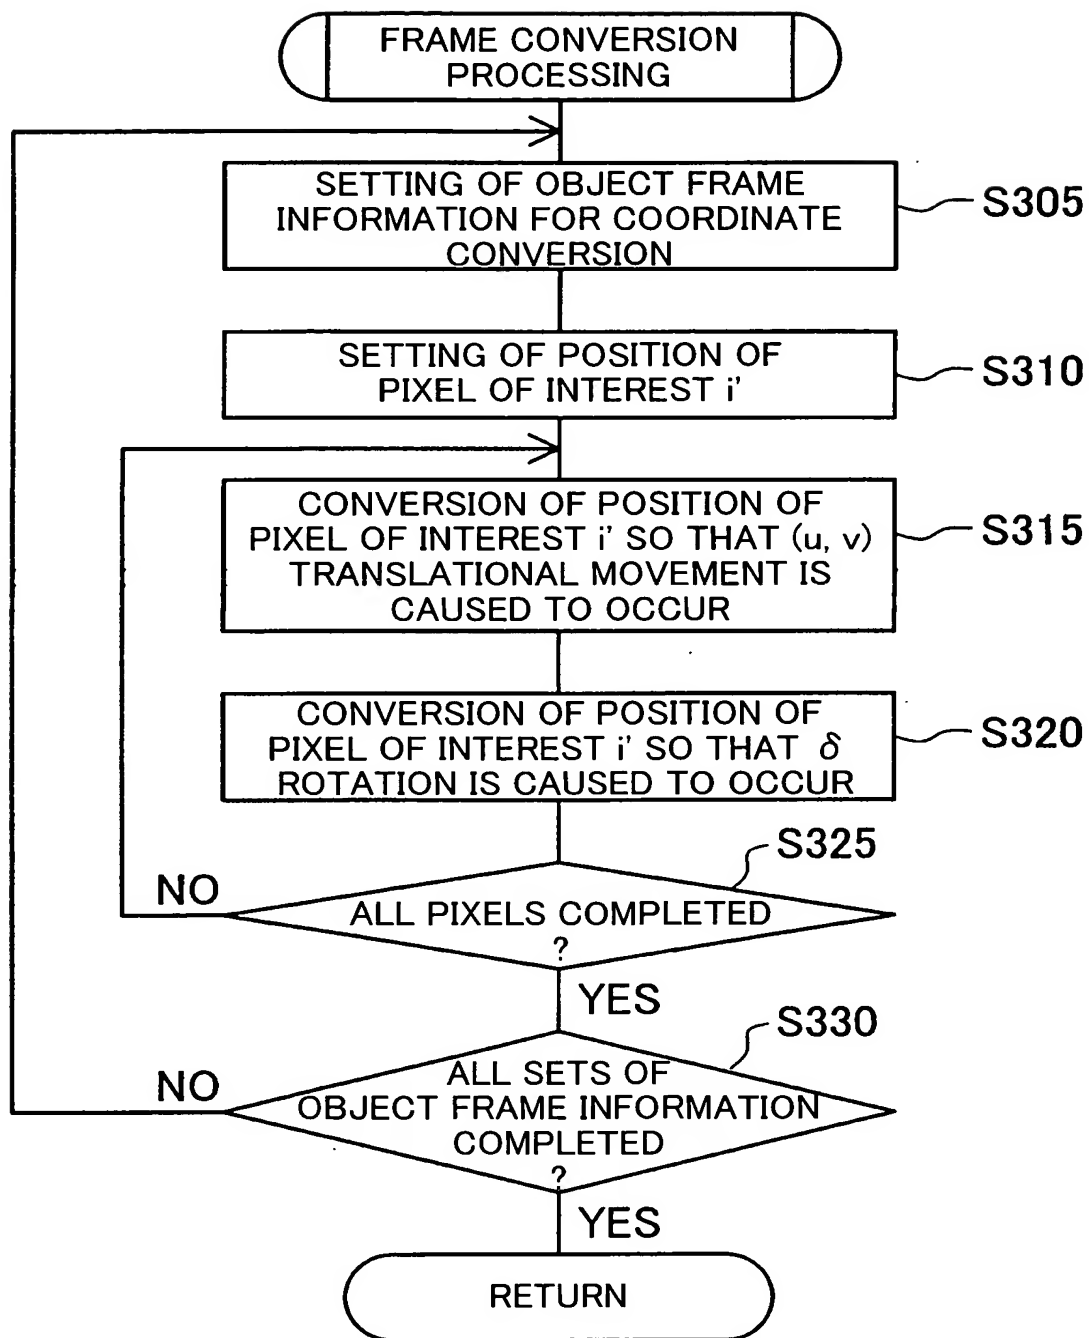 FRAME CONVERSION
PROCESSING
SETTING OF OBJECT FRAME
INFORMATION FOR COORDINATE
CONVERSION
S305
SETTING OF POSITION OF
PIXEL OF INTEREST i'
S310
CONVERSION OF POSITION OF
PIXEL OF INTEREST i' SO THAT (u, v)
TRANSLATIONAL MOVEMENT IS
CAUSED TO OCCUR
S315
CONVERSION OF POSITION OF
PIXEL OF INTEREST i' SO THAT δ
ROTATION IS CAUSED TO OCCUR
S320
S325
NO
ALL PIXELS COMPLETED
?
YES
S330
NO
ALL SETS OF
OBJECT FRAME INFORMATION
COMPLETED
?
YES
RETURN